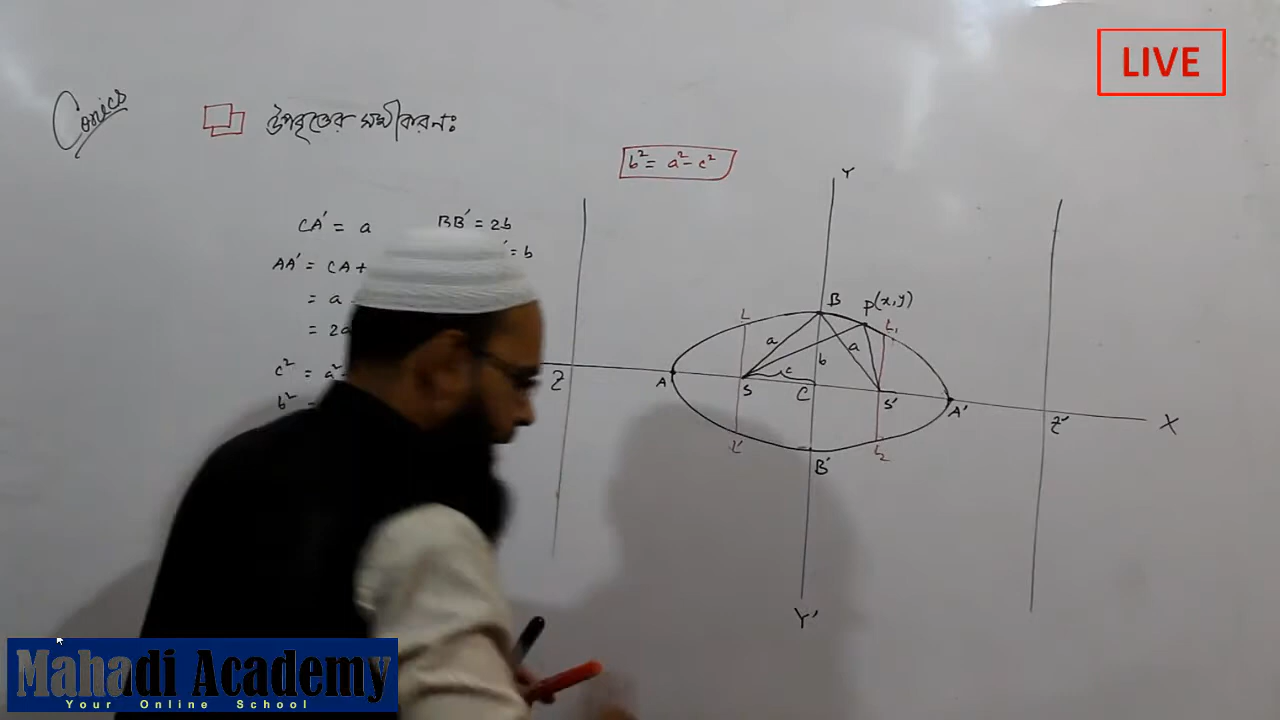 LIVE
Conics
উপবৃত্তের সমীকরণঃ
b² = a² - c²
CA' = a
BB' = 2b
' = b
AA' = CA +
= a
= 2a
c² = a²
b²
Y
B
P(x,y)
L
L₁
a
a
b
c
Z
A
S
C
S'
A'
Z'
X
L'
B'
L₂
Y'
Mahadi Academy
Your Online School